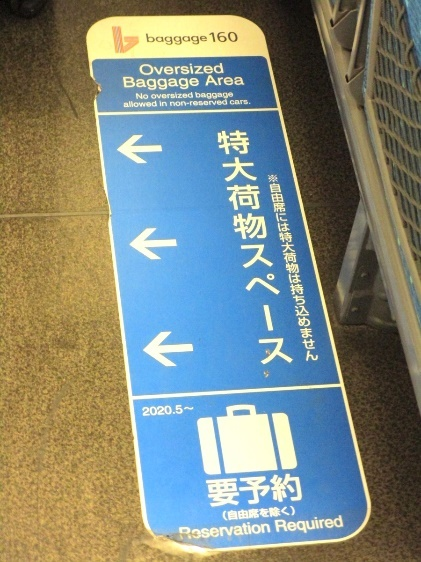 baggage 160
Oversized
Baggage Area
No oversized baggage
allowed in non-reserved cars.
特大荷物スペース
※自由席には特大荷物は持ち込めません
2020.5〜
要予約
(自由席を除く)
Reservation Required